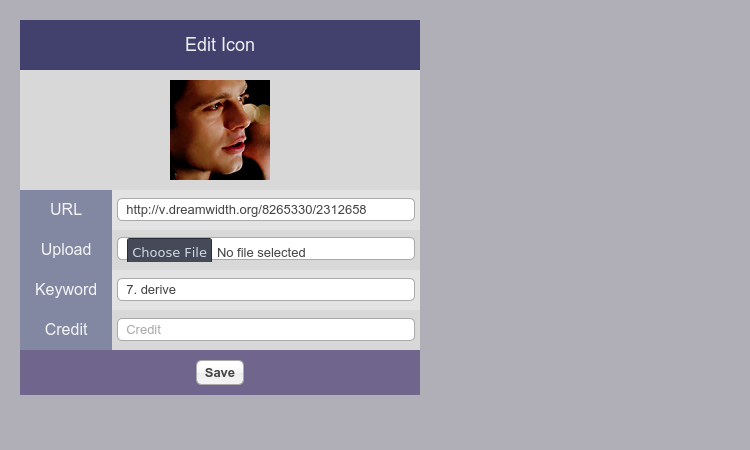 Edit Icon
URL
http://v.dreamwidth.org/8265330/2312658
Upload
Choose File No file selected
Keyword
7. derive
Credit
Credit
Save